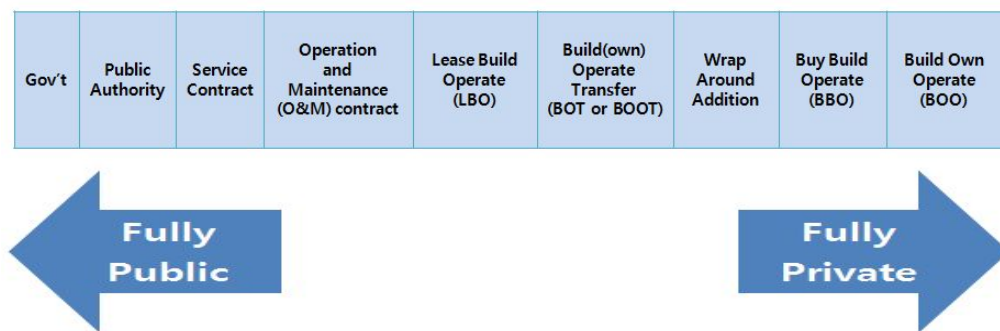 Gov't
Public
Authority
Service
Contract
Operation
and
Maintenance
(O&M) contract
Lease Build
Operate
(LBO)
Build(own)
Operate
Transfer
(BOT or BOOT)
Wrap
Around
Addition
Buy Build
Operate
(BBO)
Build Own
Operate
(BOO)
Fully
Public
Fully
Private